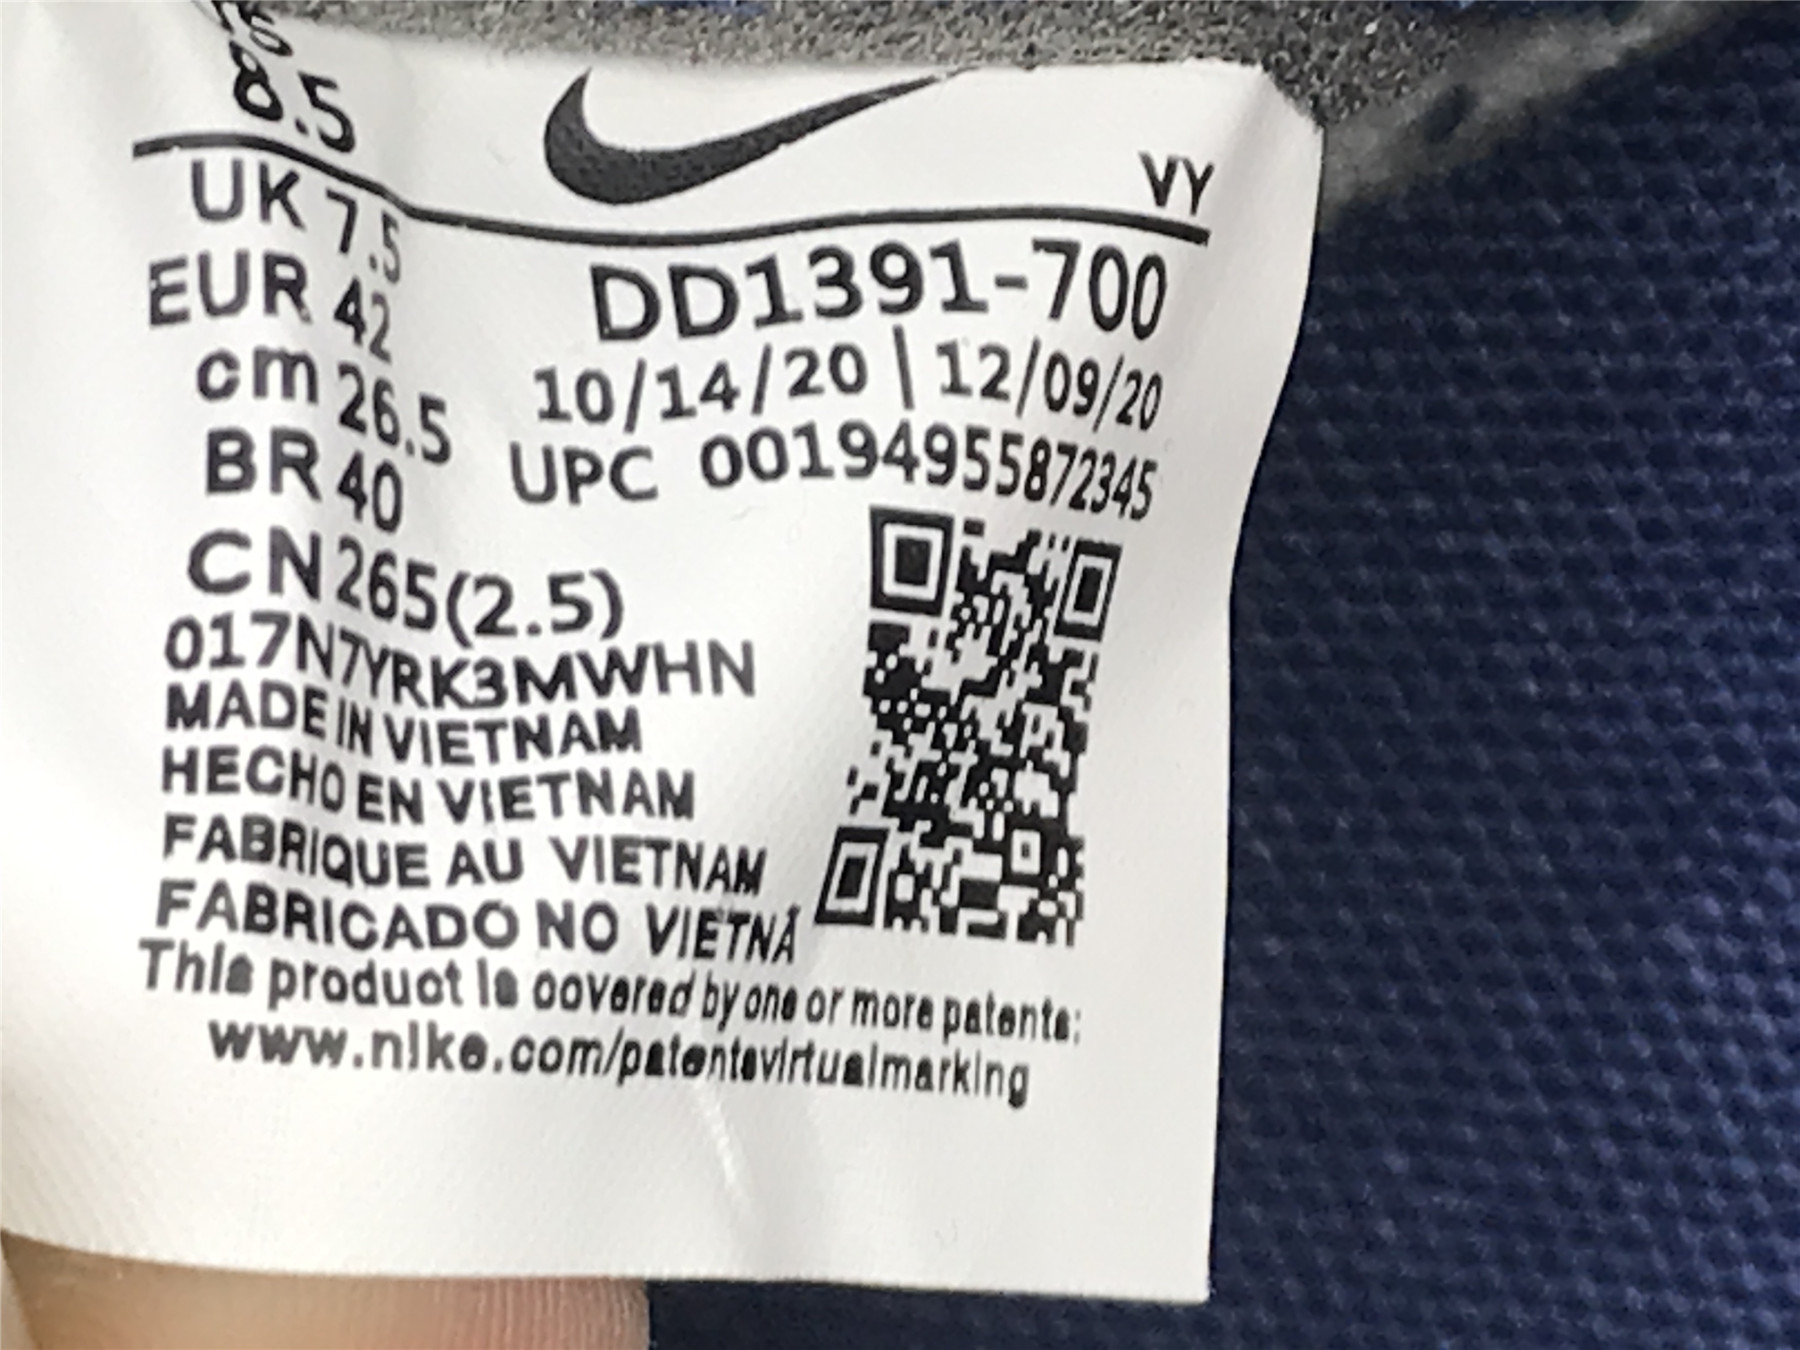 8.5
VY
UK 7.5
EUR 42
cm 26.5
BR 40
CN 265(2.5)
DD1391-700
10/14/20 | 12/09/20
UPC 00194955872345
017N7YRK3MWHN
MADE IN VIETNAM
HECHO EN VIETNAM
FABRIQUE AU VIETNAM
FABRICADO NO VIETNÃ
This product is covered by one or more patents:
www.nike.com/patentsvirtualmarking